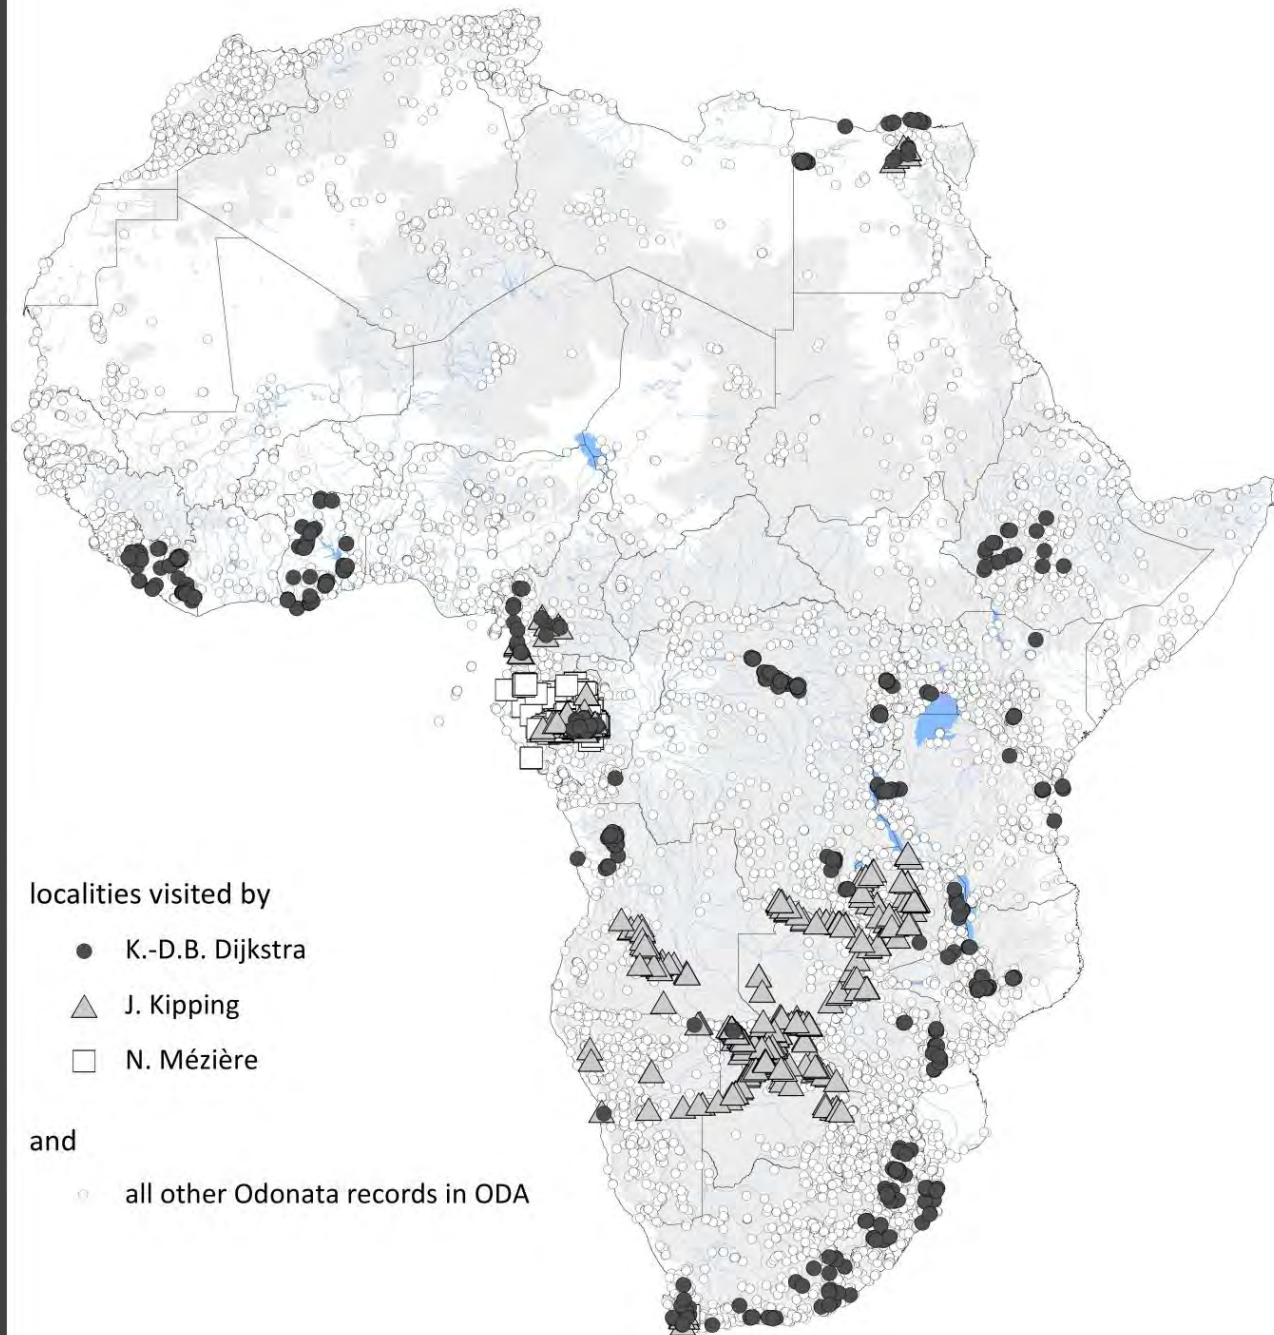 localities visited by
K.-D.B. Dijkstra
J. Kipping
N. Mézière
and
all other Odonata records in ODA